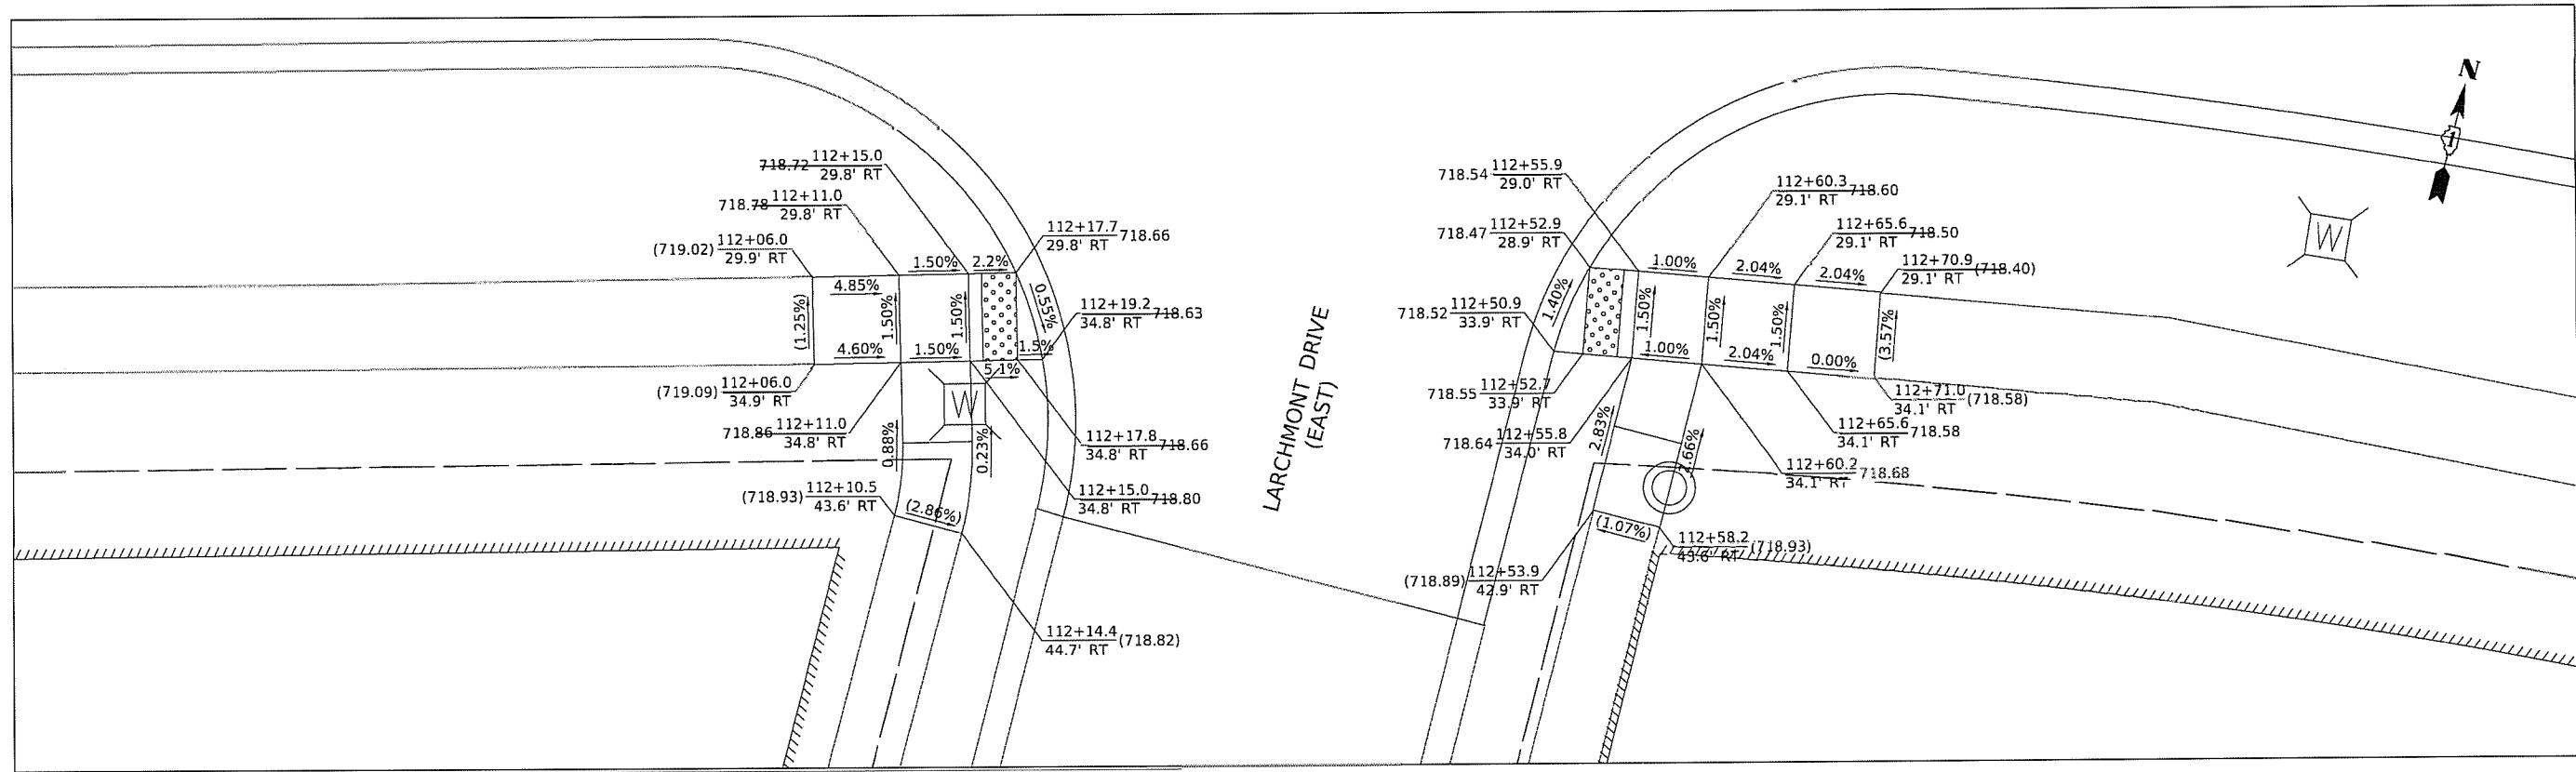 N
1
718.72 112+15.0
29.8' RT
718.78 112+11.0
29.8' RT
(719.02) 112+06.0
29.9' RT
112+17.7 718.66
29.8' RT
1.50%
2.2%
4.85%
(1.25%)
1.50%
1.50%
0.55%
112+19.2 718.63
34.8' RT
4.60%
1.50%
1.5%
5.1%
(719.09) 112+06.0
34.9' RT
W
718.86 112+11.0
34.8' RT
0.88%
0.23%
112+17.8 718.66
34.8' RT
(718.93) 112+10.5
43.6' RT
(2.86%)
112+15.0 718.80
34.8' RT
112+14.4 (718.82)
44.7' RT
LARCHMONT DRIVE
(EAST)
718.54 112+55.9
29.0' RT
112+60.3 718.60
29.1' RT
718.47 112+52.9
28.9' RT
112+65.6 718.50
29.1' RT
112+70.9 (718.40)
29.1' RT
W
1.00%
2.04%
2.04%
1.40%
1.50%
1.50%
1.50%
(3.57%)
718.52 112+50.9
33.9' RT
1.00%
2.04%
0.00%
718.55 112+52.7
33.9' RT
112+71.0 (718.58)
34.1' RT
718.64 112+55.8
34.0' RT
2.83%
2.66%
112+65.6 718.58
34.1' RT
112+60.2 718.68
34.1' RT
(1.07%)
112+58.2 (718.93)
43.6' RT
(718.89) 112+53.9
42.9' RT